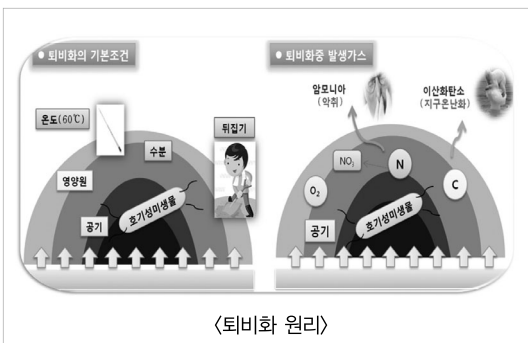 퇴비화의 기본조건
온도(60℃)
수분
뒤집기
영양원
호기성미생물
공기
퇴비화중 발생가스
암모니아
(악취)
이산화탄소
(지구온난화)
NO₃
N
O₂
C
호기성미생물
공기
〈퇴비화 원리〉